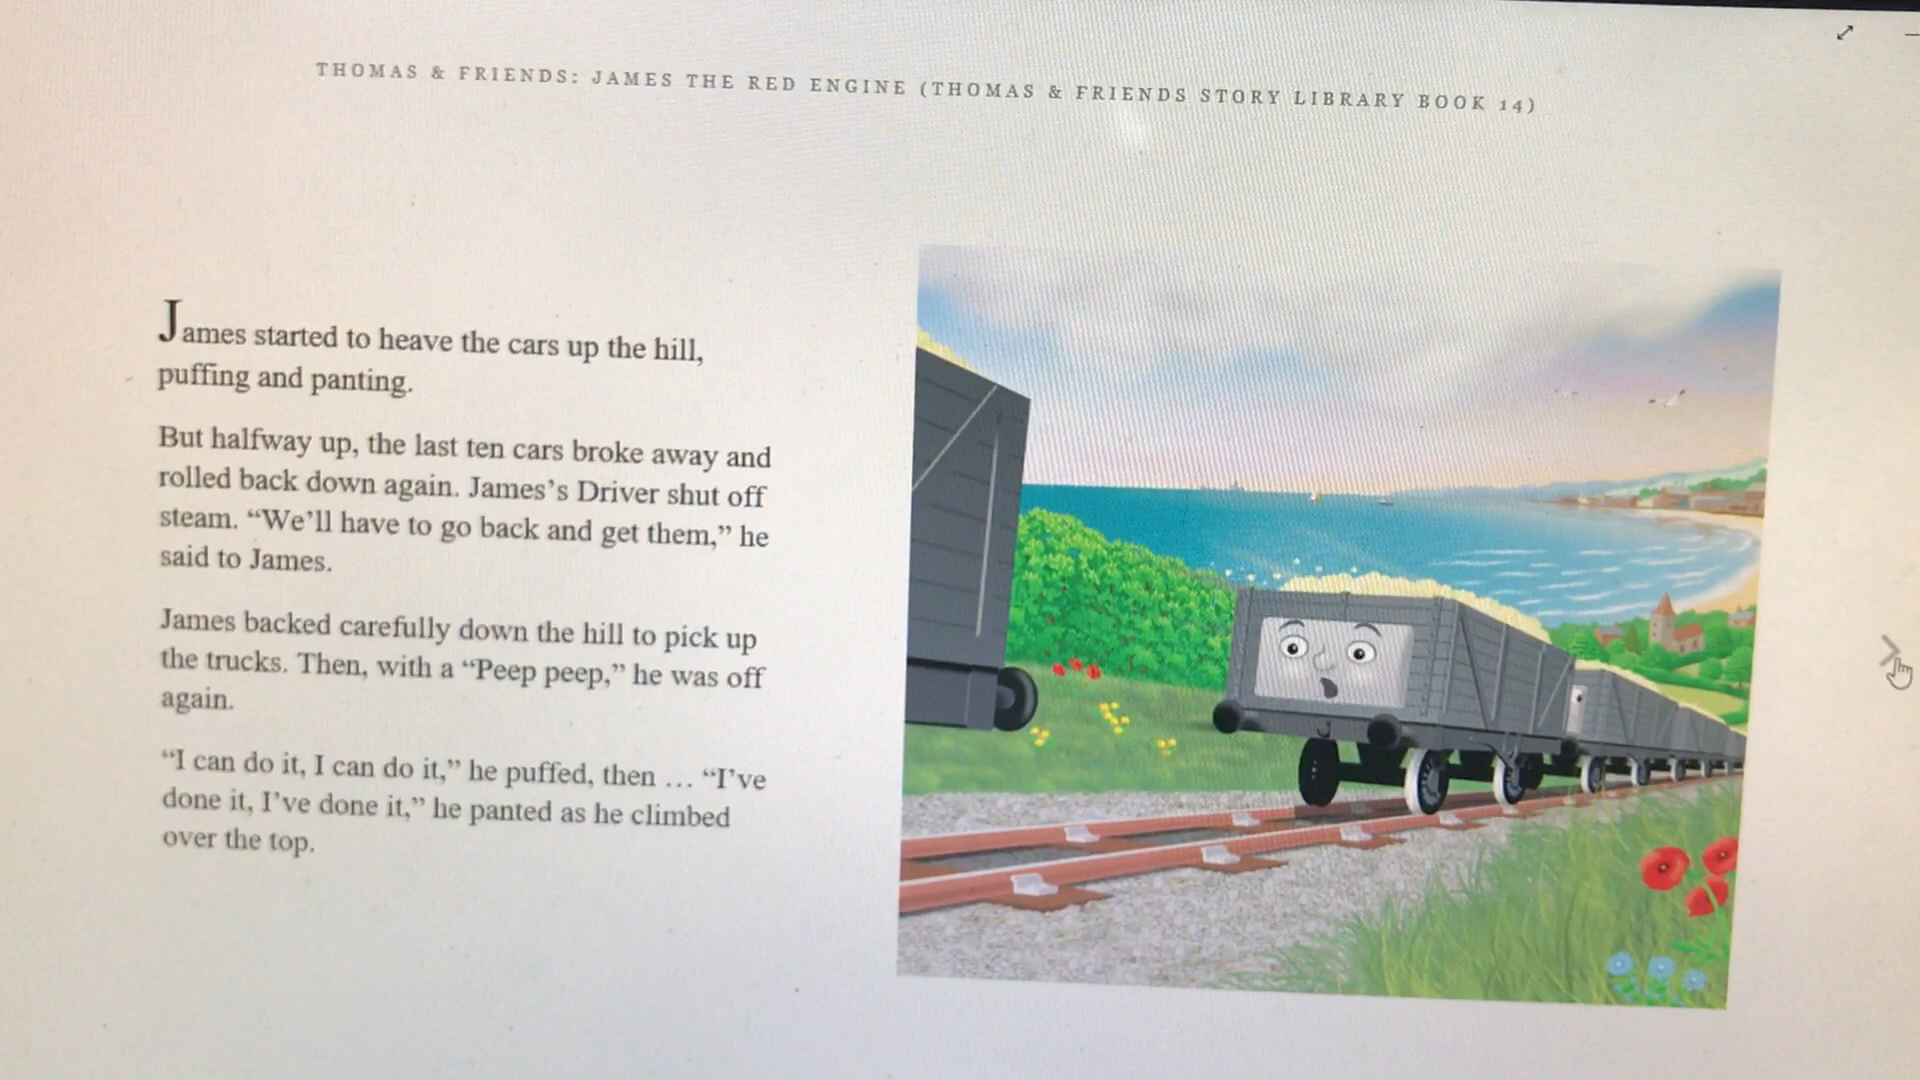 THOMAS & FRIENDS: JAMES THE RED ENGINE (THOMAS & FRIENDS STORY LIBRARY BOOK 14)
James started to heave the cars up the hill,
puffing and panting.
But halfway up, the last ten cars broke away and
rolled back down again. James’s Driver shut off
steam. “We’ll have to go back and get them,” he
said to James.
James backed carefully down the hill to pick up
the trucks. Then, with a “Peep peep,” he was off
again.
“I can do it, I can do it,” he puffed, then … “I’ve
done it, I’ve done it,” he panted as he climbed
over the top.